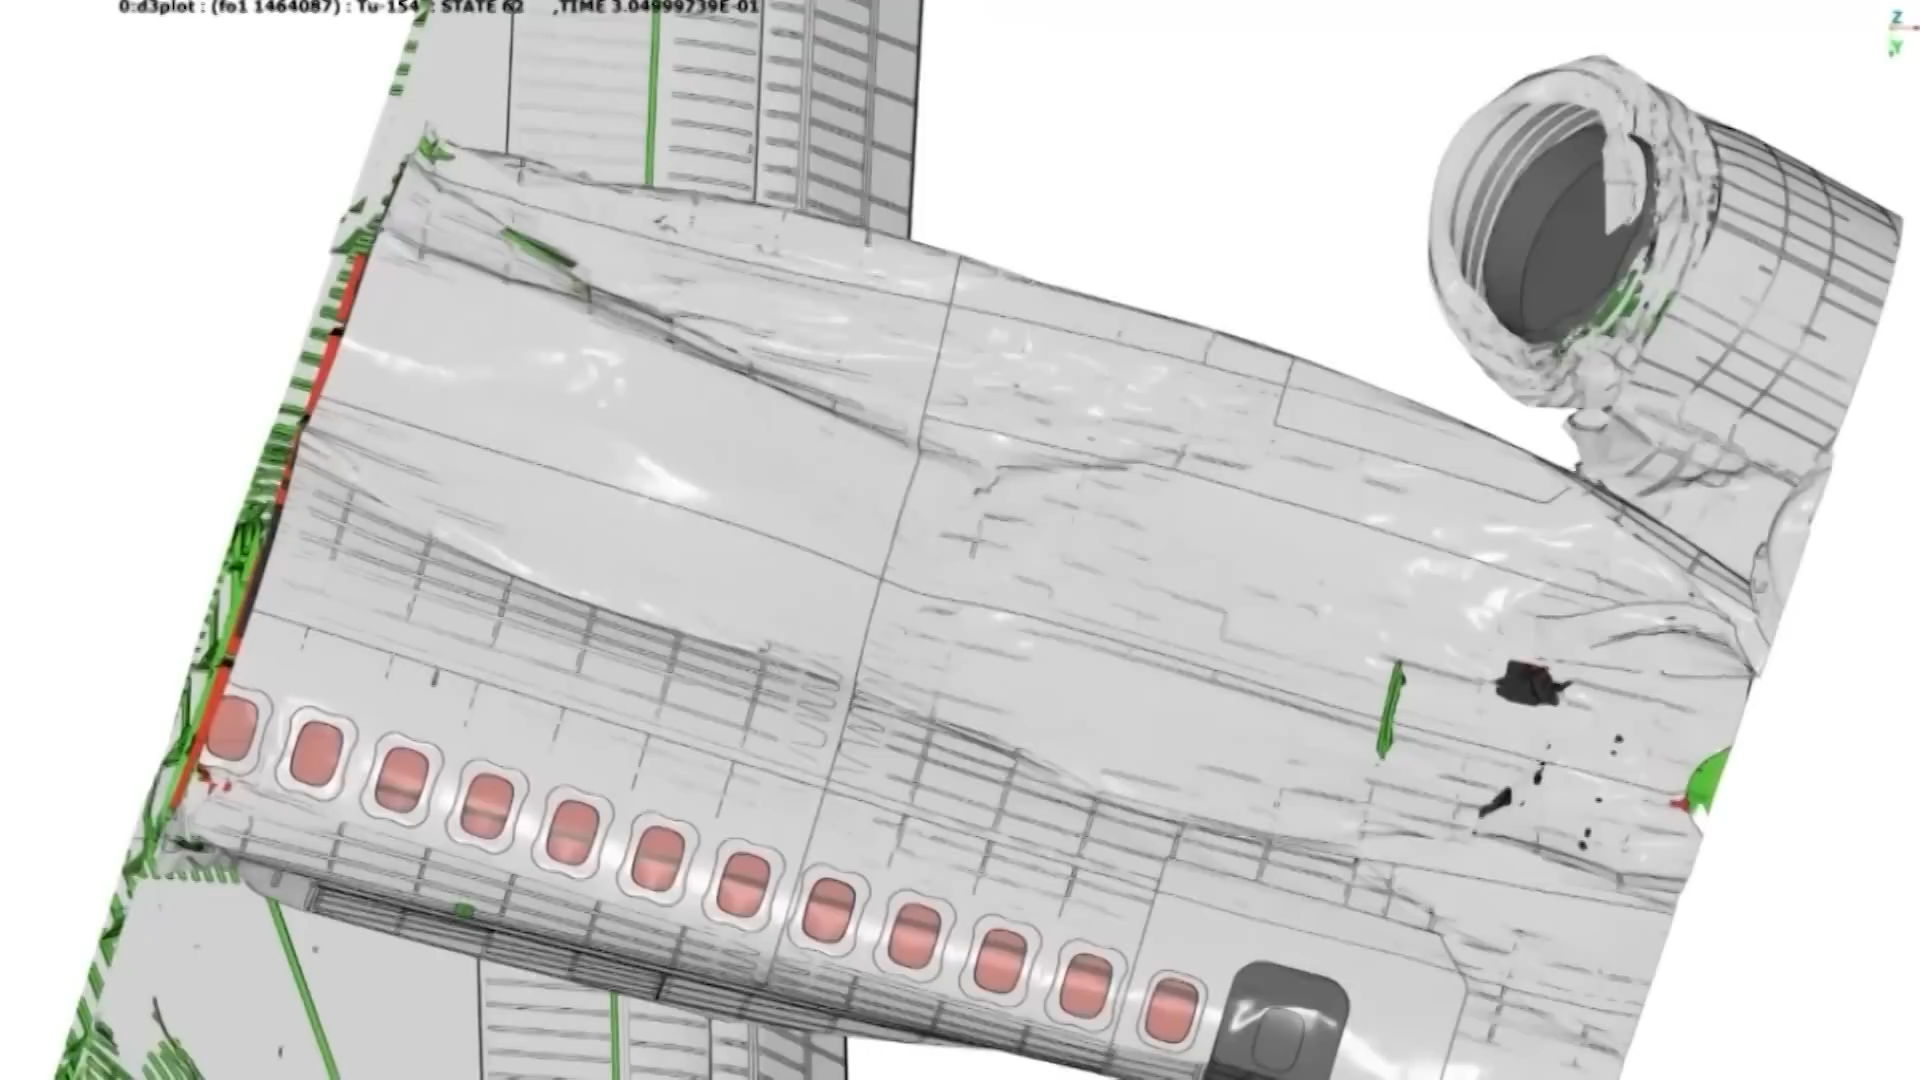 0:d3plot : (fo1 1464087) : Tu-154 : STATE 62 ,TIME 3.04999739E-01
Z
Y